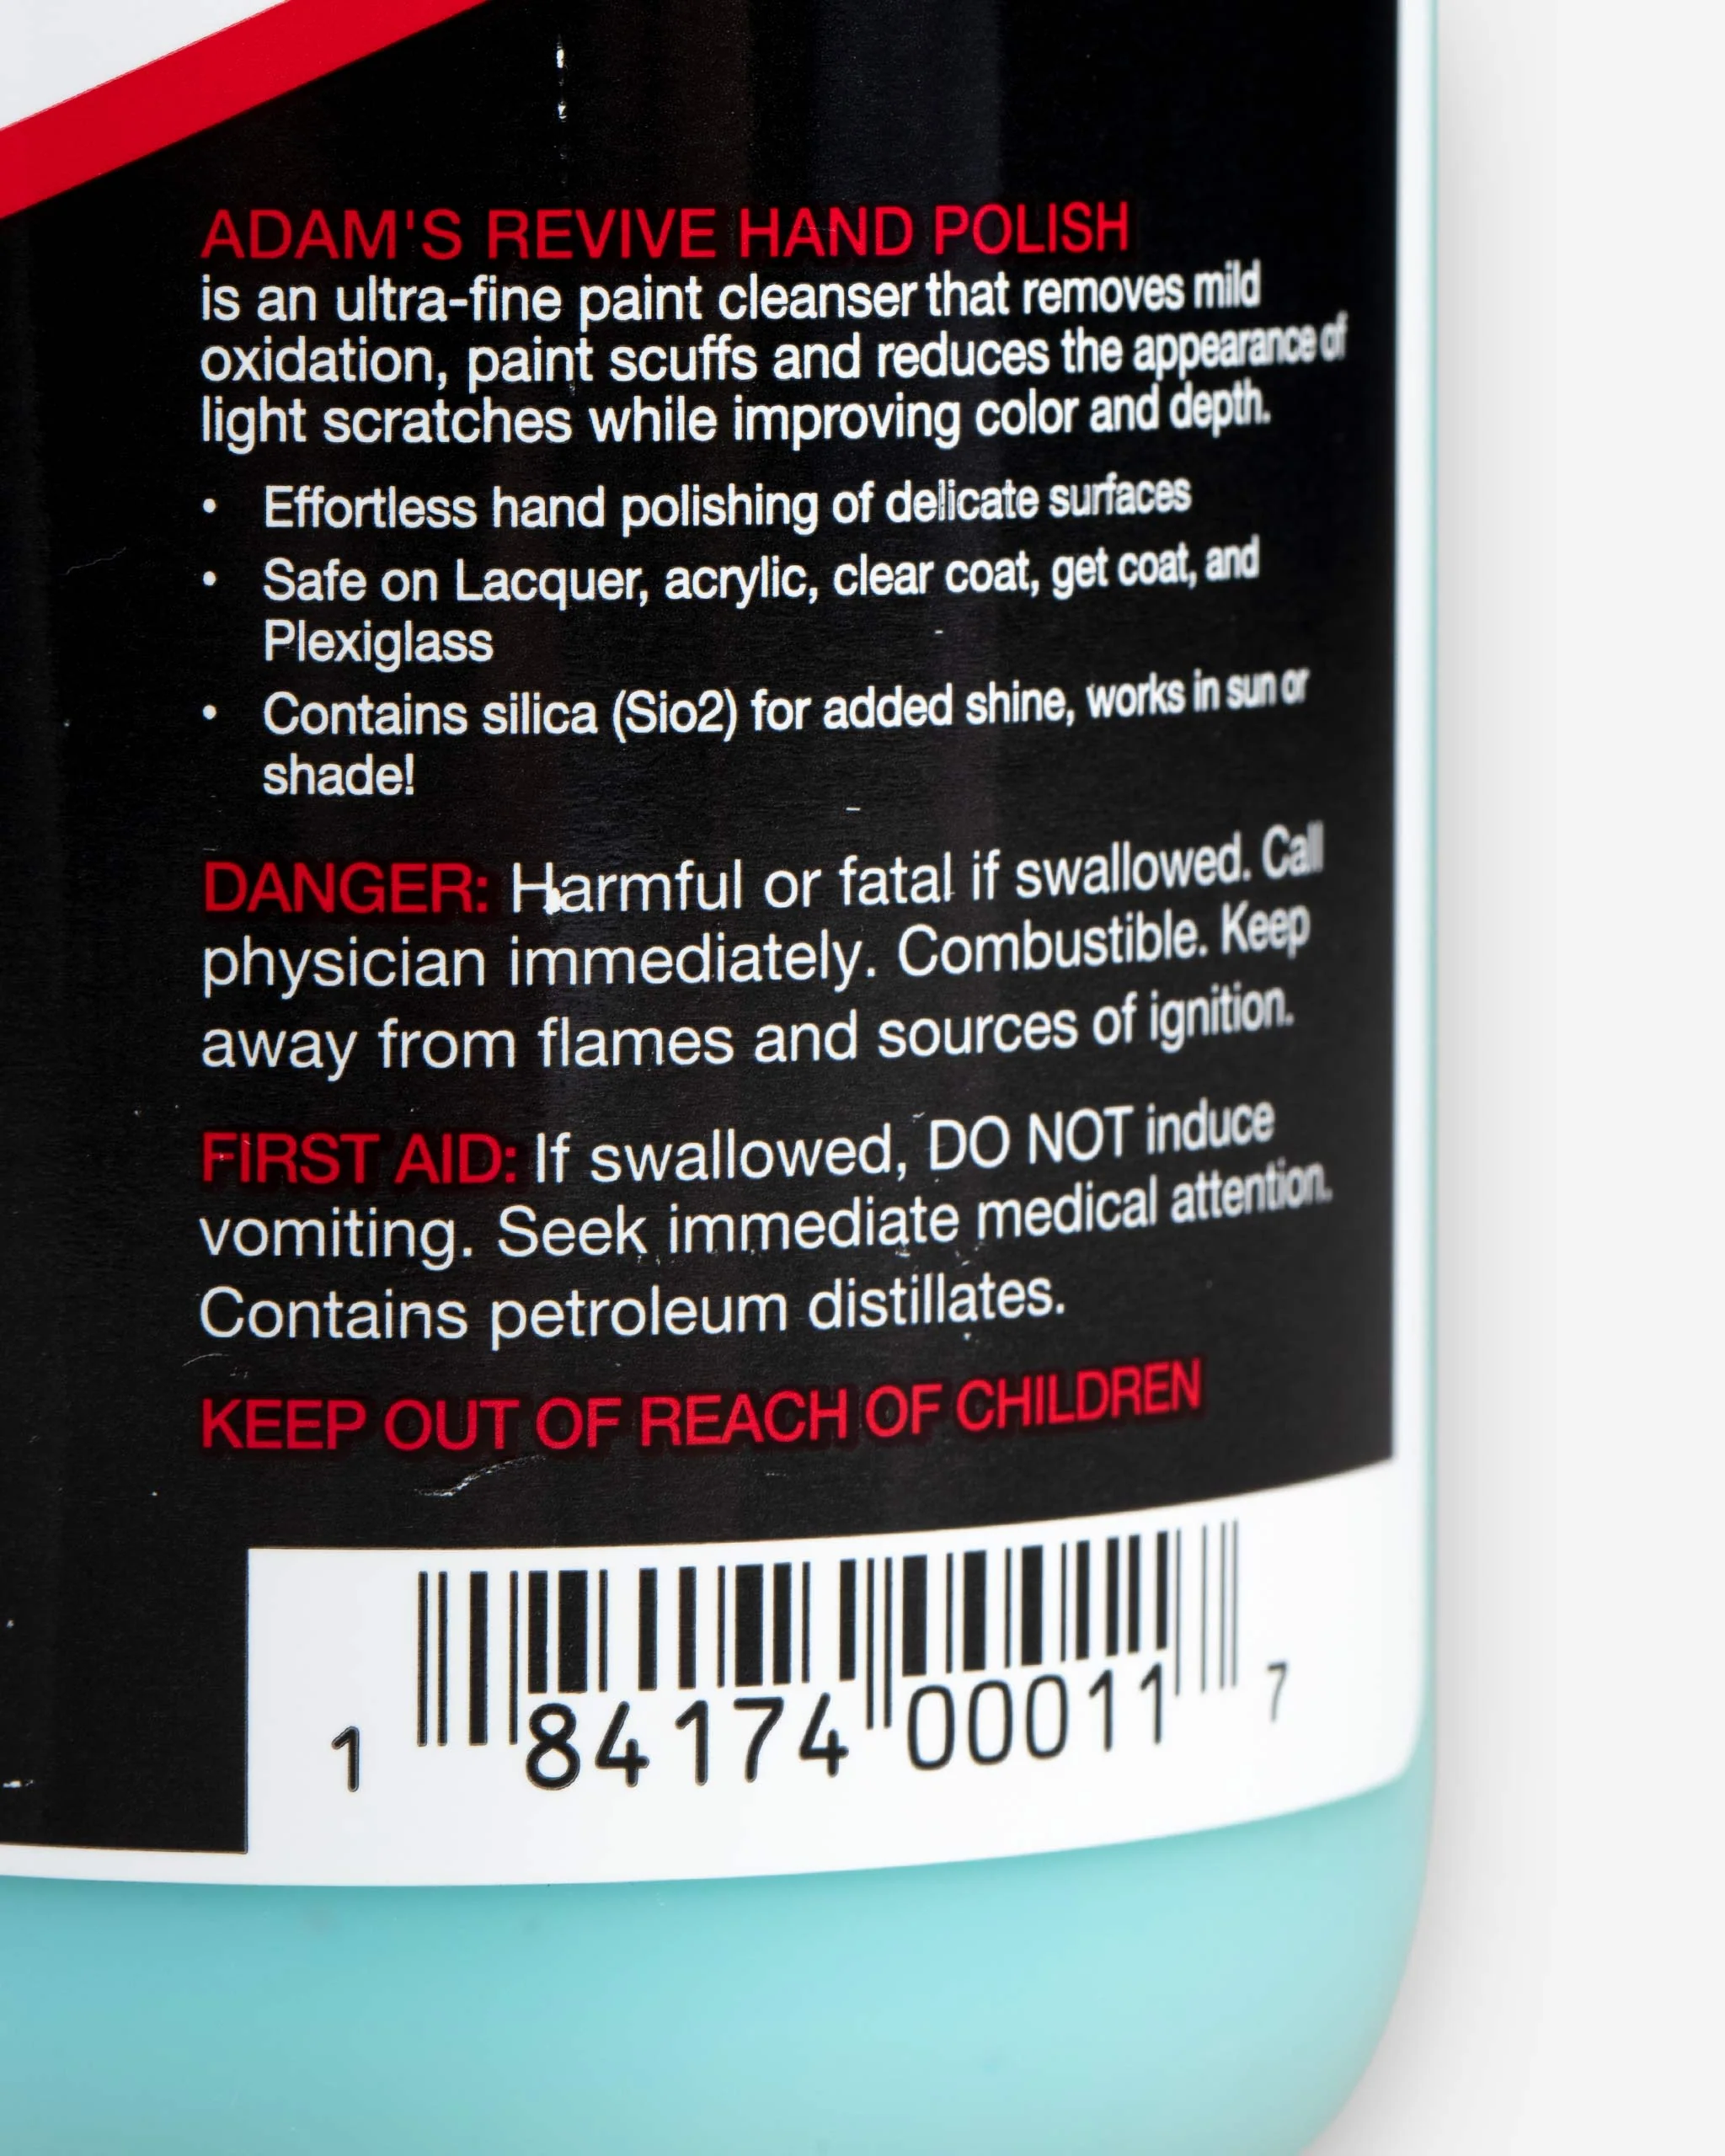 ADAM'S REVIVE HAND POLISH
is an ultra-fine paint cleanser that removes mild
oxidation, paint scuffs and reduces the appearance of
light scratches while improving color and depth.
• Effortless hand polishing of delicate surfaces
• Safe on Lacquer, acrylic, clear coat, get coat, and
Plexiglass
• Contains silica (Sio2) for added shine, works in sun or
shade!
DANGER: Harmful or fatal if swallowed. Call
physician immediately. Combustible. Keep
away from flames and sources of ignition.
FIRST AID: If swallowed, DO NOT induce
vomiting. Seek immediate medical attention.
Contains petroleum distillates.
KEEP OUT OF REACH OF CHILDREN
1 84174 00011 7